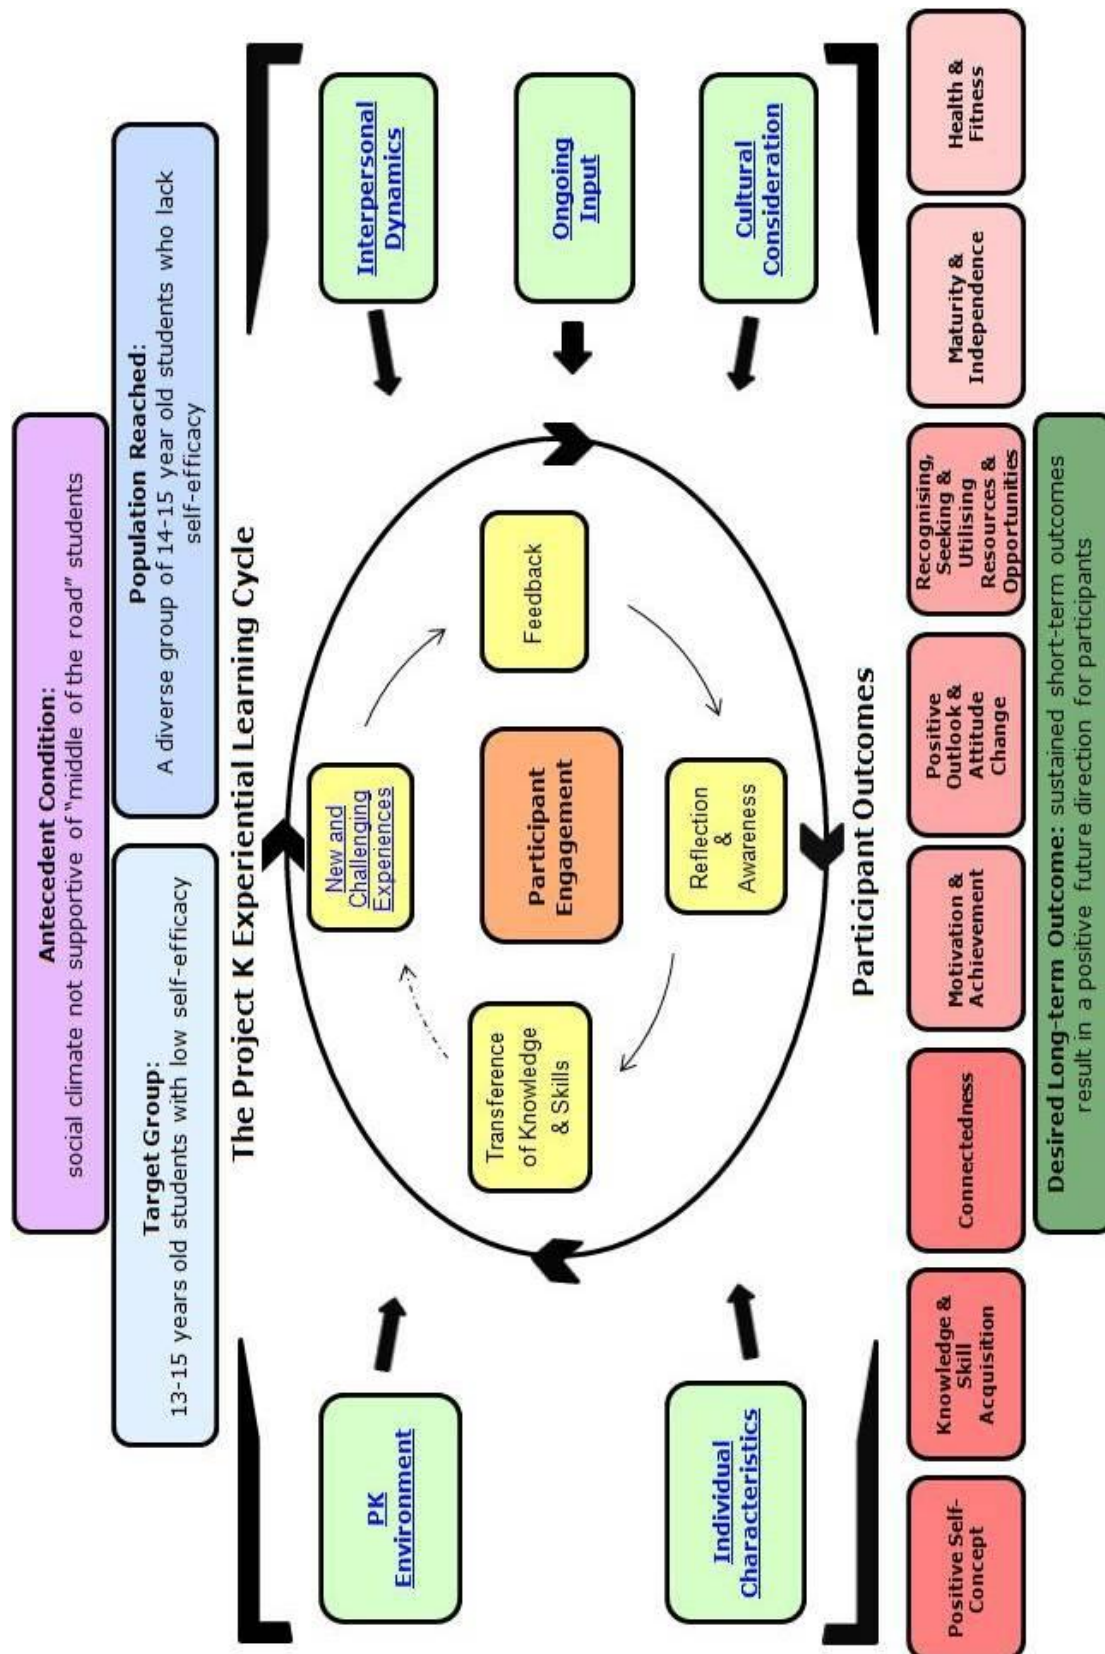 Antecedent Condition:
social climate not supportive of “middle of the road” students
Target Group:
13-15 years old students with low self-efficacy
Population Reached:
A diverse group of 14-15 year old students who lack
self-efficacy
The Project K Experiential Learning Cycle
PK
Environment
Individual
Characteristics
New and
Challenging
Experiences
Feedback
Participant
Engagement
Reflection
&
Awareness
Transference
of Knowledge
& Skills
Interpersonal
Dynamics
Ongoing
Input
Cultural
Consideration
Participant Outcomes
Positive Self-
Concept
Knowledge &
Skill
Acquisition
Connectedness
Motivation &
Achievement
Positive
Outlook &
Attitude
Change
Recognising,
Seeking &
Utilising
Resources &
Opportunities
Maturity &
Independence
Health &
Fitness
Desired Long-term Outcome: sustained short-term outcomes
result in a positive future direction for participants